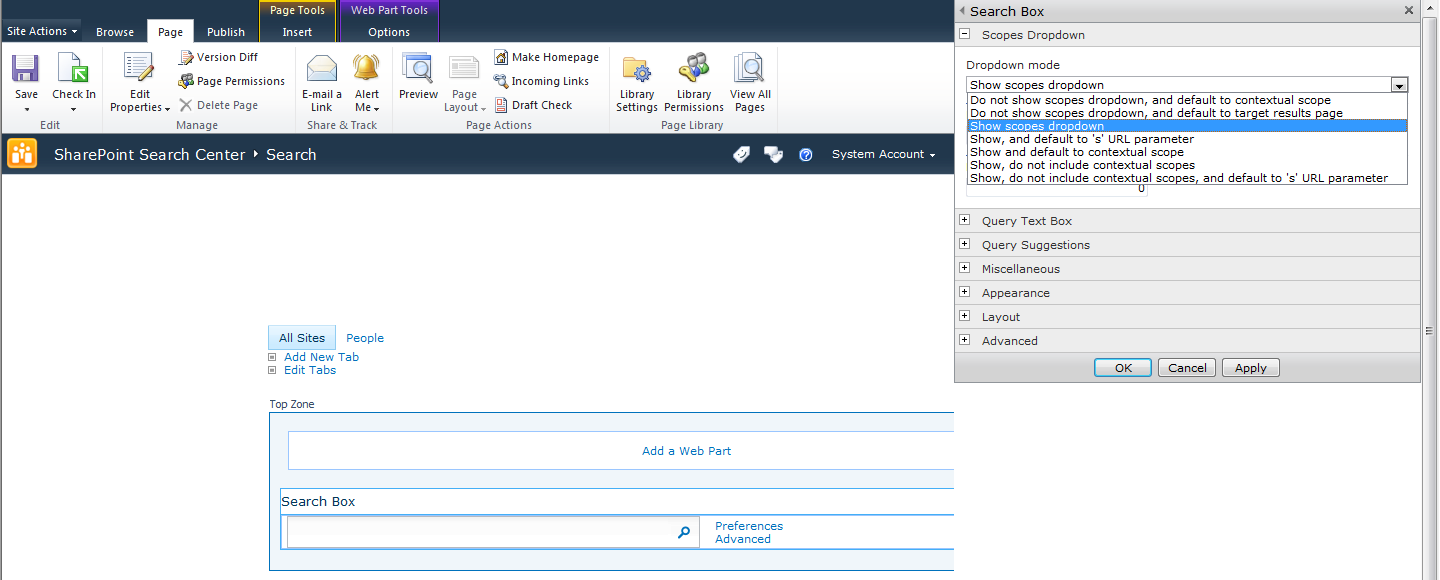 Page Tools
Web Part Tools
Site Actions
Browse
Page
Publish
Insert
Options
Save
Check In
Edit
Properties
Version Diff
Page Permissions
Delete Page
E-mail a
Link
Alert
Me
Preview
Page
Layout
Make Homepage
Incoming Links
Draft Check
Library
Settings
Library
Permissions
View All
Pages
Edit
Manage
Share & Track
Page Actions
Page Library
SharePoint Search Center
Search
System Account
All Sites
People
Add New Tab
Edit Tabs
Top Zone
Add a Web Part
Search Box
Preferences
Advanced
Search Box
Scopes Dropdown
Dropdown mode
Show scopes dropdown
Do not show scopes dropdown, and default to contextual scope
Do not show scopes dropdown, and default to target results page
Show scopes dropdown
Show, and default to 's' URL parameter
Show and default to contextual scope
Show, do not include contextual scopes
Show, do not include contextual scopes, and default to 's' URL parameter
0
Query Text Box
Query Suggestions
Miscellaneous
Appearance
Layout
Advanced
OK
Cancel
Apply